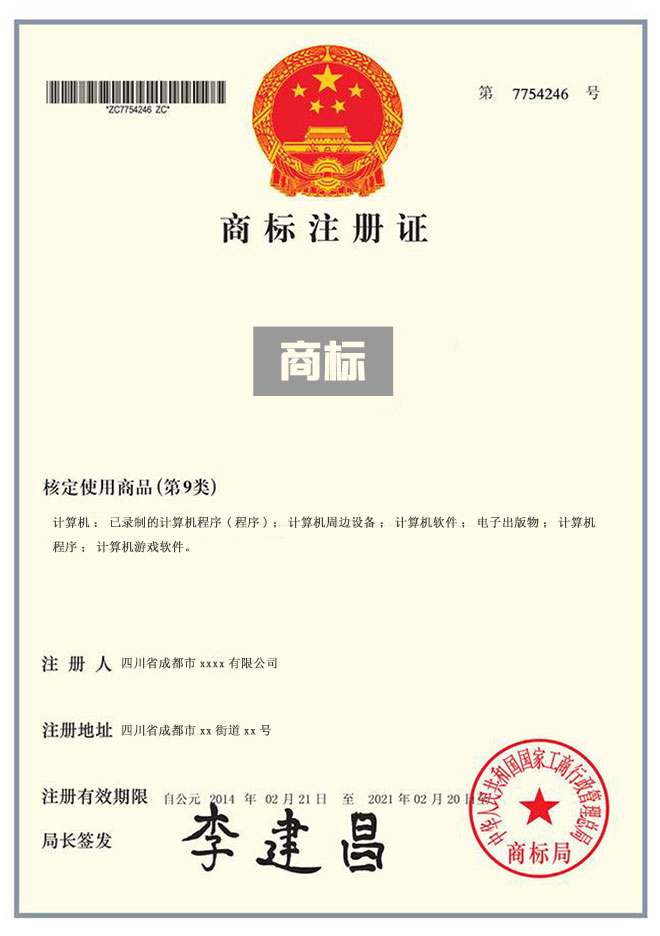 *ZC7754246 ZC*
第 7754246 号
商标注册证
商标
核定使用商品(第9类)
计算机； 已录制的计算机程序(程序)； 计算机周边设备； 计算机软件； 电子出版物； 计算机
程序； 计算机游戏软件。
注 册 人 四川省成都市 xxxx 有限公司
注册地址 四川省成都市 xx 街道 xx 号
注册有效期限 自公元 2014 年 02 月 21 日 至 2021 年 02 月 20 日
局长签发 李建昌
中华人民共和国国家工商行政管理总局
商标局